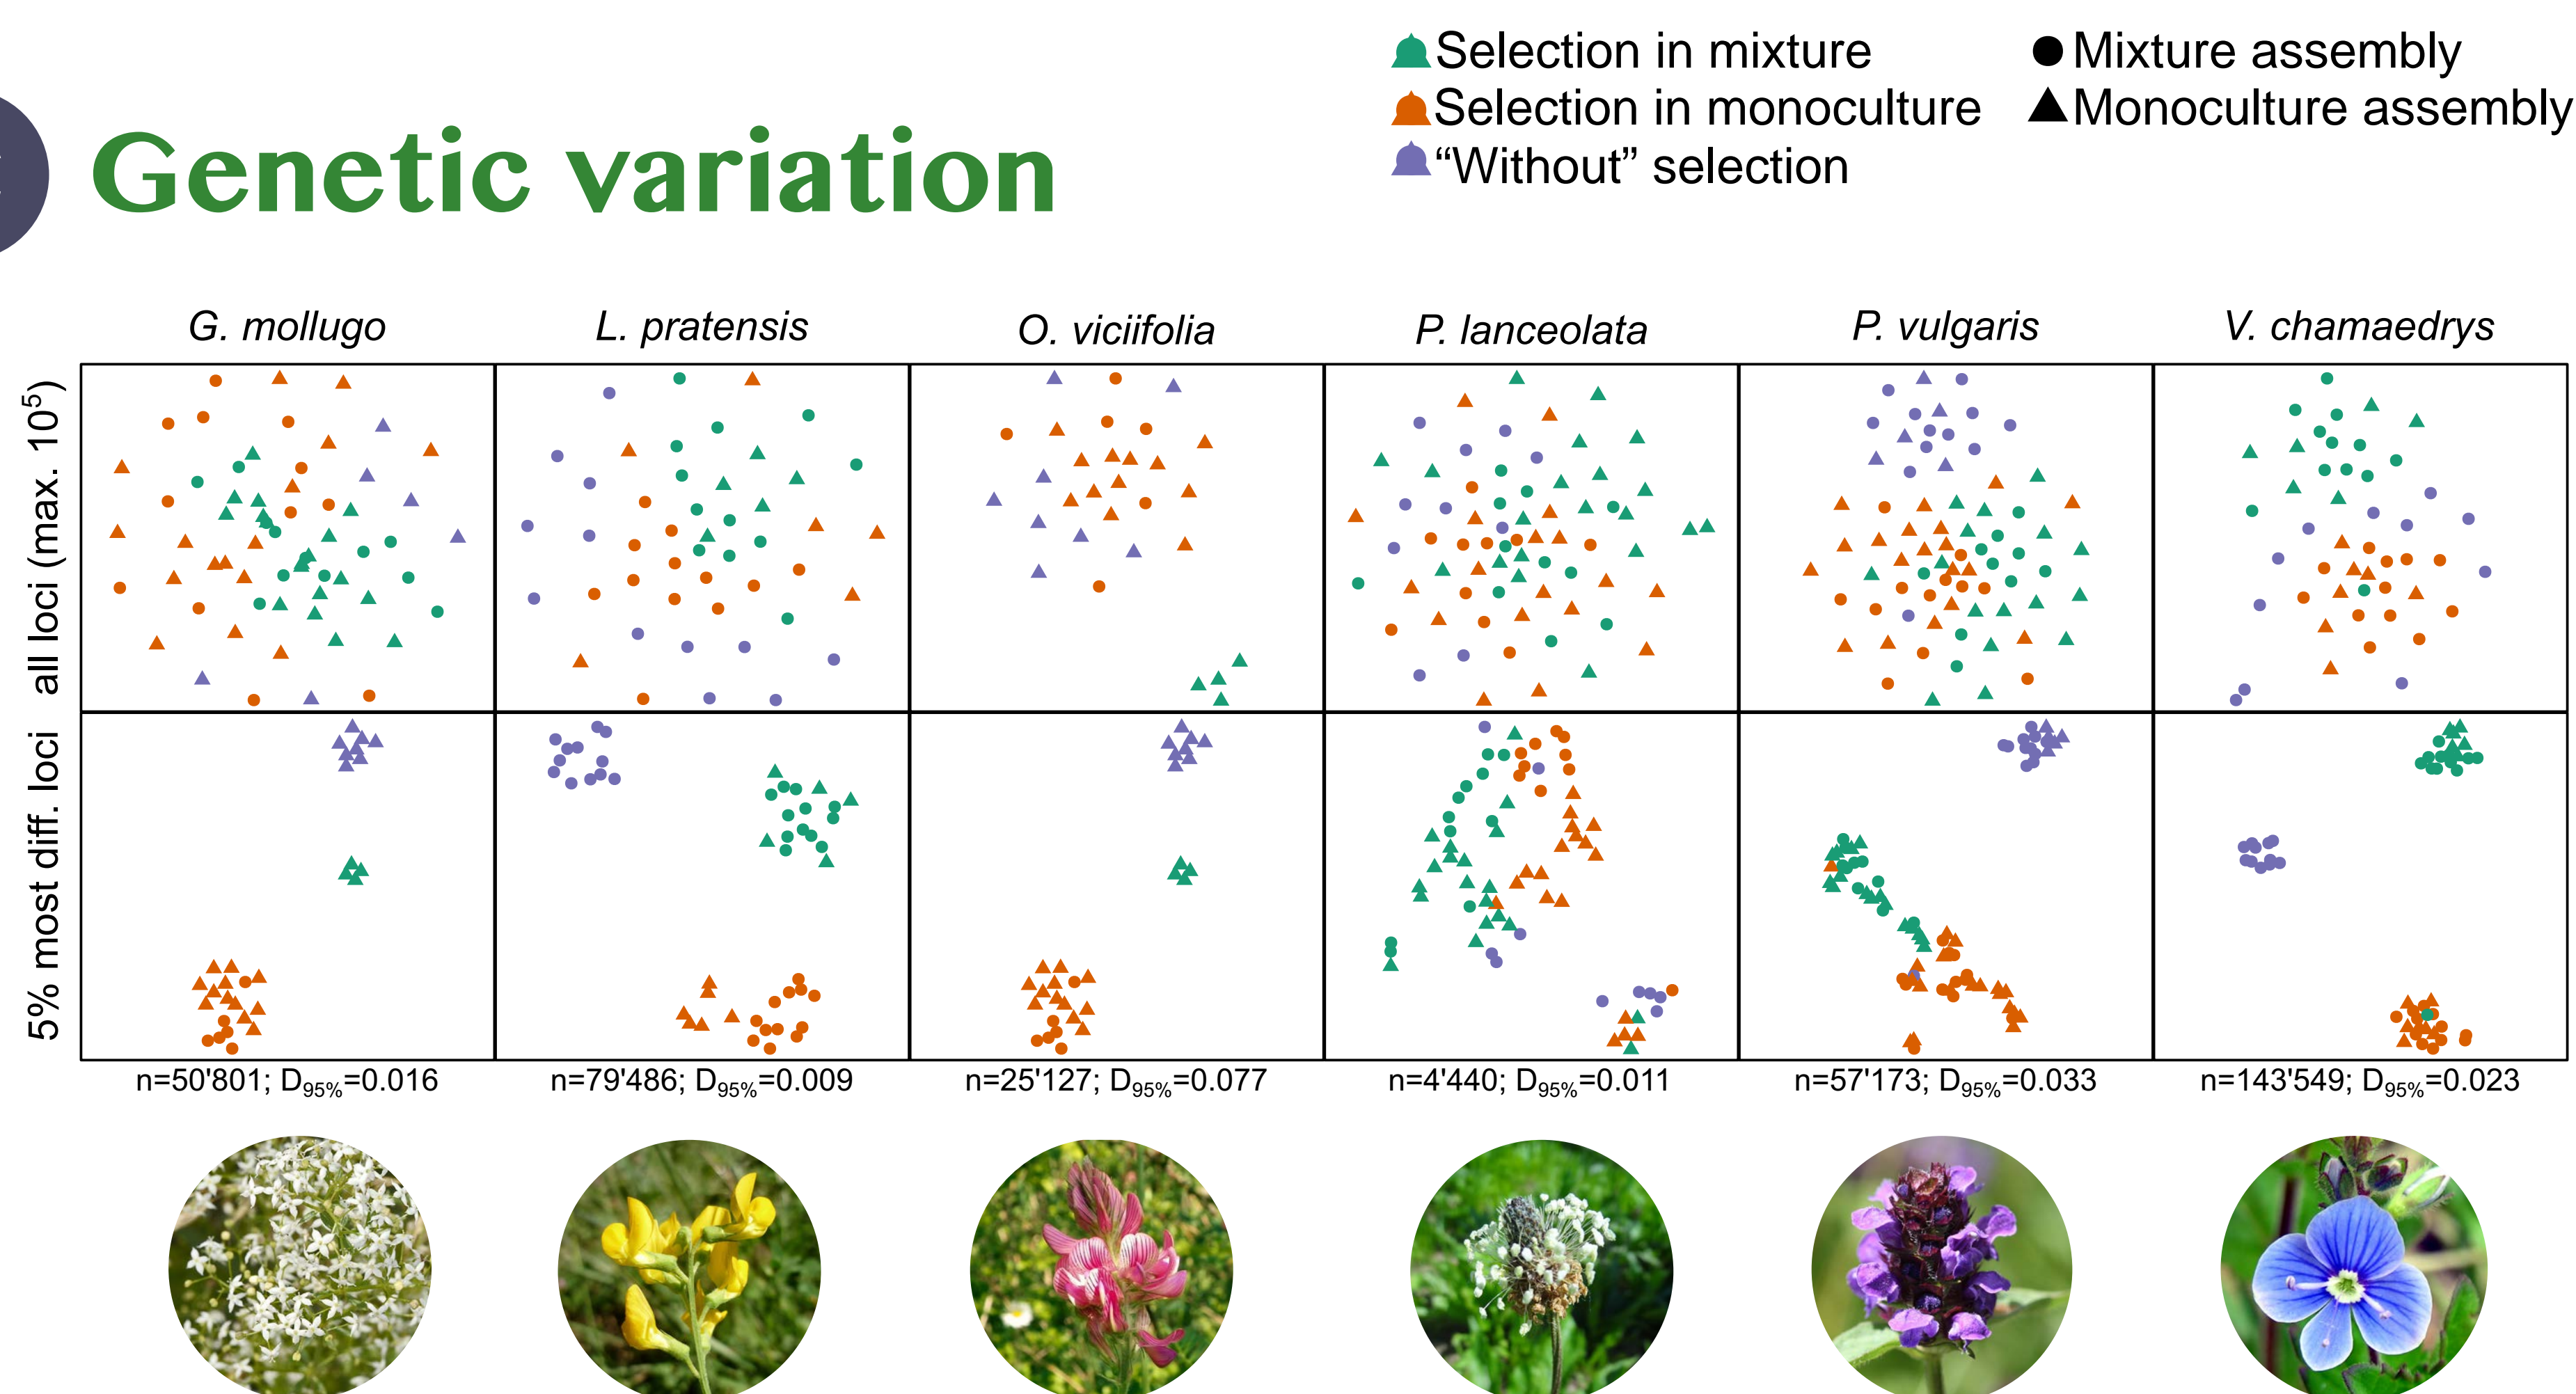 Selection in mixture
Selection in monoculture
“Without” selection
Mixture assembly
Monoculture assembly
Genetic variation
G. mollugo
L. pratensis
O. viciifolia
P. lanceolata
P. vulgaris
V. chamaedrys
all loci (max. 10⁵)
5% most diff. loci
n=50'801; D95%=0.016
n=79'486; D95%=0.009
n=25'127; D95%=0.077
n=4'440; D95%=0.011
n=57'173; D95%=0.033
n=143'549; D95%=0.023